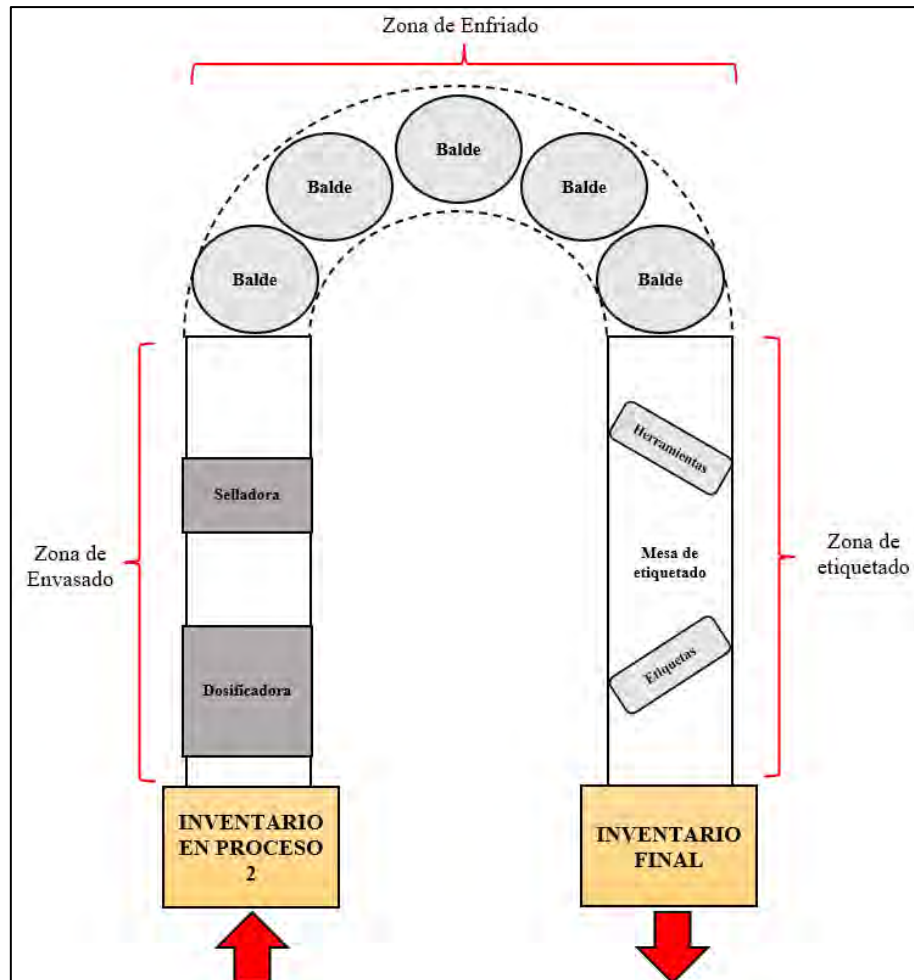 Zona de Enfriado
Balde
Balde
Balde
Balde
Balde
Zona de
Envasado
Selladora
Dosificadora
Herramientas
Mesa de
etiquetado
Etiquetas
Zona de
etiquetado
INVENTARIO
EN PROCESO
2
INVENTARIO
FINAL